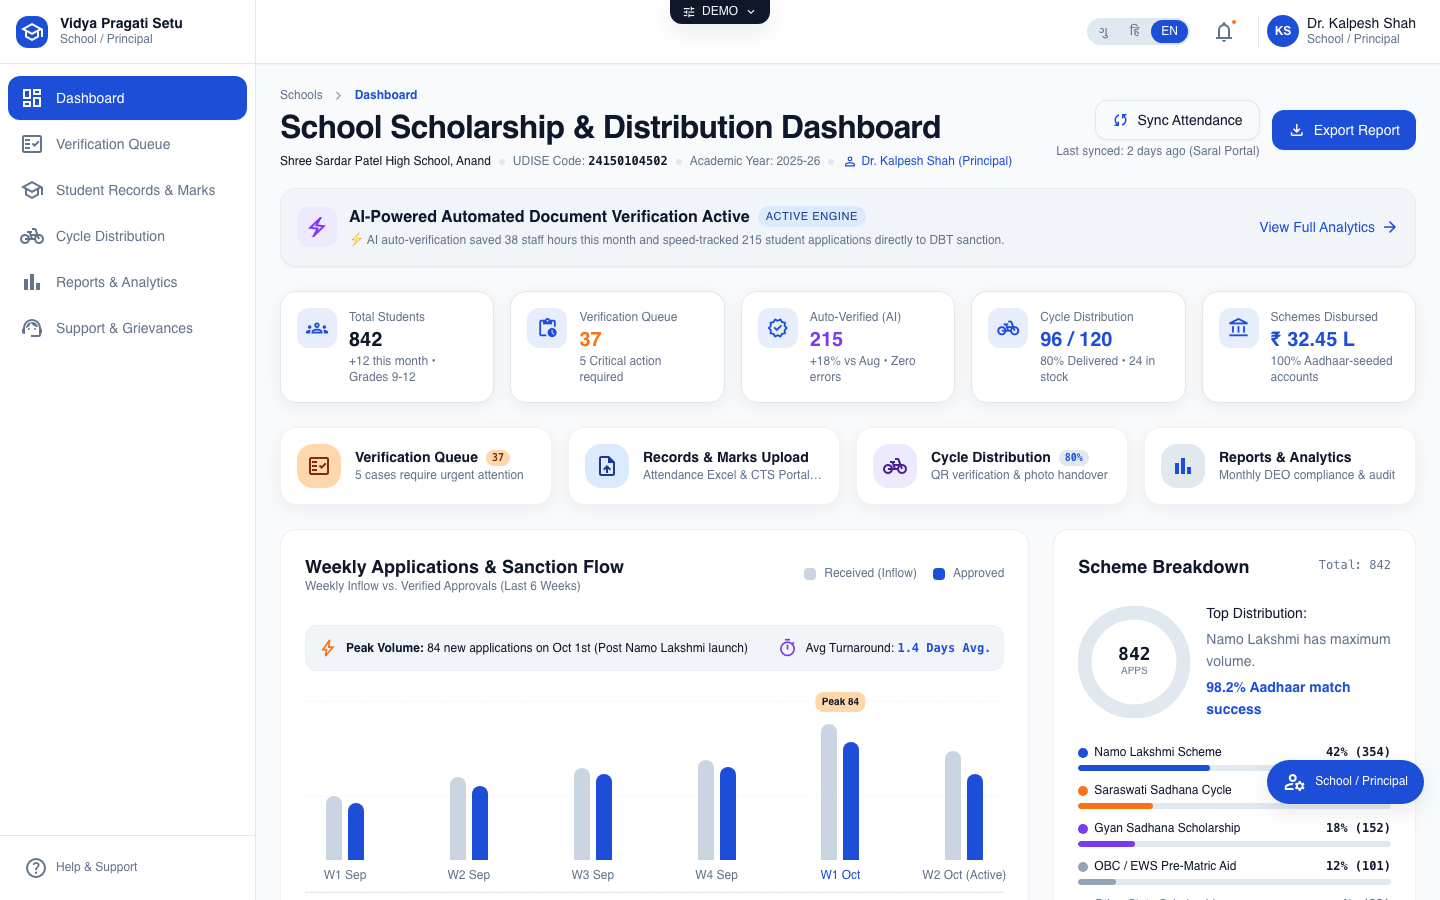 Vidya Pragati Setu
School / Principal
DEMO
ગુ
हि
EN
KS
Dr. Kalpesh Shah
School / Principal
Dashboard
Verification Queue
Student Records & Marks
Cycle Distribution
Reports & Analytics
Support & Grievances
Help & Support
Schools
Dashboard
School Scholarship & Distribution Dashboard
Shree Sardar Patel High School, Anand
UDISE Code: 24150104502
Academic Year: 2025-26
Dr. Kalpesh Shah (Principal)
Sync Attendance
Last synced: 2 days ago (Saral Portal)
Export Report
AI-Powered Automated Document Verification Active
ACTIVE ENGINE
⚡ AI auto-verification saved 38 staff hours this month and speed-tracked 215 student applications directly to DBT sanction.
View Full Analytics
Total Students
842
+12 this month •
Grades 9-12
Verification Queue
37
5 Critical action
required
Auto-Verified (AI)
215
+18% vs Aug • Zero
errors
Cycle Distribution
96 / 120
80% Delivered • 24 in
stock
Schemes Disbursed
₹ 32.45 L
100% Aadhaar-seeded
accounts
Verification Queue
37
5 cases require urgent attention
Records & Marks Upload
Attendance Excel & CTS Portal...
Cycle Distribution
80%
QR verification & photo handover
Reports & Analytics
Monthly DEO compliance & audit
Weekly Applications & Sanction Flow
Weekly Inflow vs. Verified Approvals (Last 6 Weeks)
Received (Inflow)
Approved
Peak Volume: 84 new applications on Oct 1st (Post Namo Lakshmi launch)
Avg Turnaround: 1.4 Days Avg.
Peak 84
W1 Sep
W2 Sep
W3 Sep
W4 Sep
W1 Oct
W2 Oct (Active)
Scheme Breakdown
Total: 842
842
APPS
Top Distribution:
Namo Lakshmi has maximum
volume.
98.2% Aadhaar match
success
Namo Lakshmi Scheme
42% (354)
Saraswati Sadhana Cycle
School / Principal
Gyan Sadhana Scholarship
18% (152)
OBC / EWS Pre-Matric Aid
12% (101)